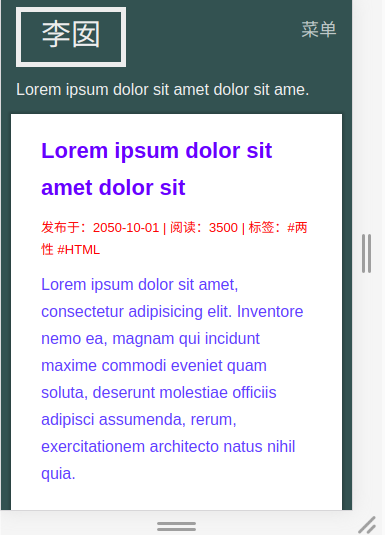 李囡
菜单
Lorem ipsum dolor sit amet dolor sit ame.
Lorem ipsum dolor sit
amet dolor sit
发布于：2050-10-01 | 阅读：3500 | 标签：#两
性 #HTML
Lorem ipsum dolor sit amet,
consectetur adipisicing elit. Inventore
nemo ea, magnam qui incidunt
maxime commodi eveniet quam
soluta, deserunt molestiae officiis
adipisci assumenda, rerum,
exercitationem architecto natus nihil
quia.